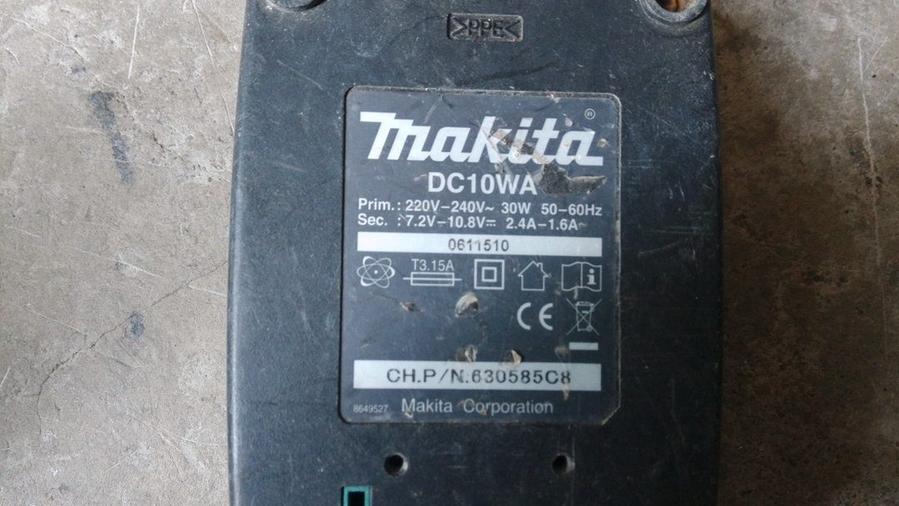 >PPE<
makita®
DC10WA
Prim.: 220V-240V~ 30W 50-60Hz
Sec. : 7.2V-10.8V⎓ 2.4A-1.6A
0611510
T3.15A
i
CE
CH.P/N.630585C8
8649527 Makita Corporation